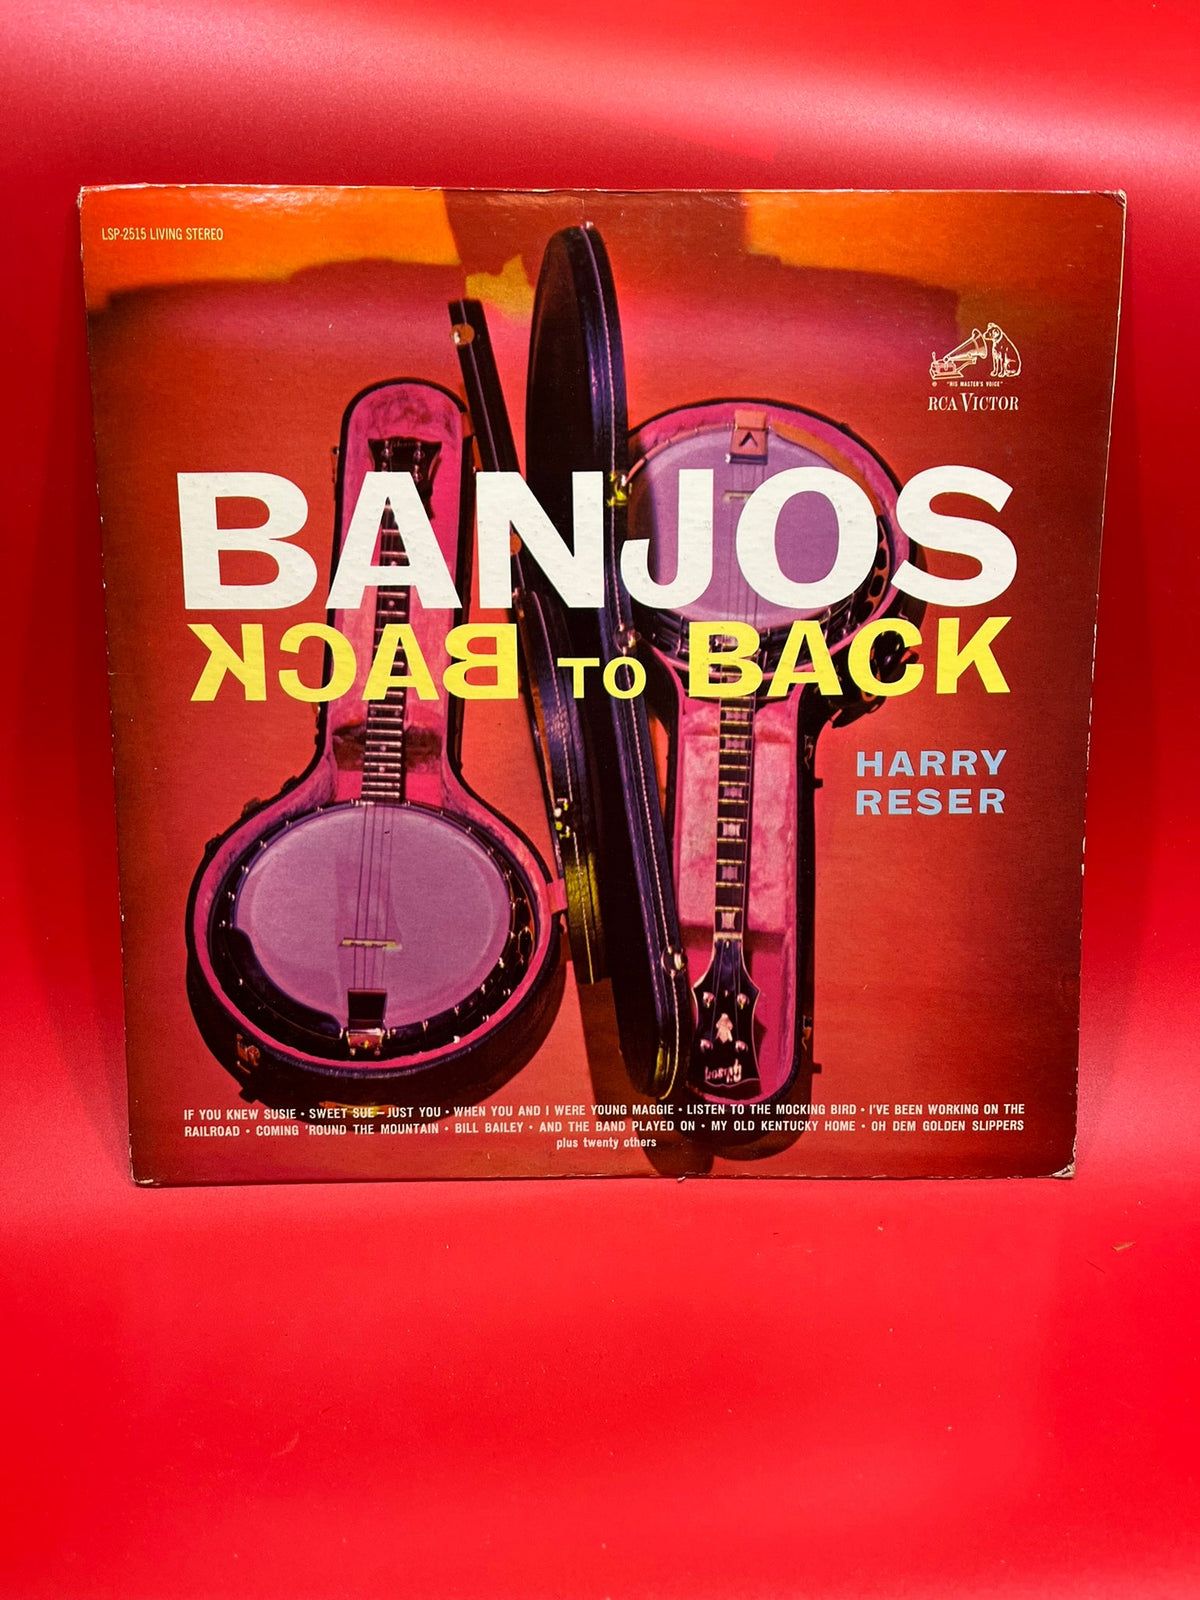 LSP-2515 LIVING STEREO
"HIS MASTER'S VOICE"
RCA VICTOR
BANJOS
BACK TO BACK
HARRY
RESER
Gibson
IF YOU KNEW SUSIE • SWEET SUE—JUST YOU • WHEN YOU AND I WERE YOUNG MAGGIE • LISTEN TO THE MOCKING BIRD • I'VE BEEN WORKING ON THE
RAILROAD • COMING 'ROUND THE MOUNTAIN • BILL BAILEY • AND THE BAND PLAYED ON • MY OLD KENTUCKY HOME • OH DEM GOLDEN SLIPPERS
plus twenty others